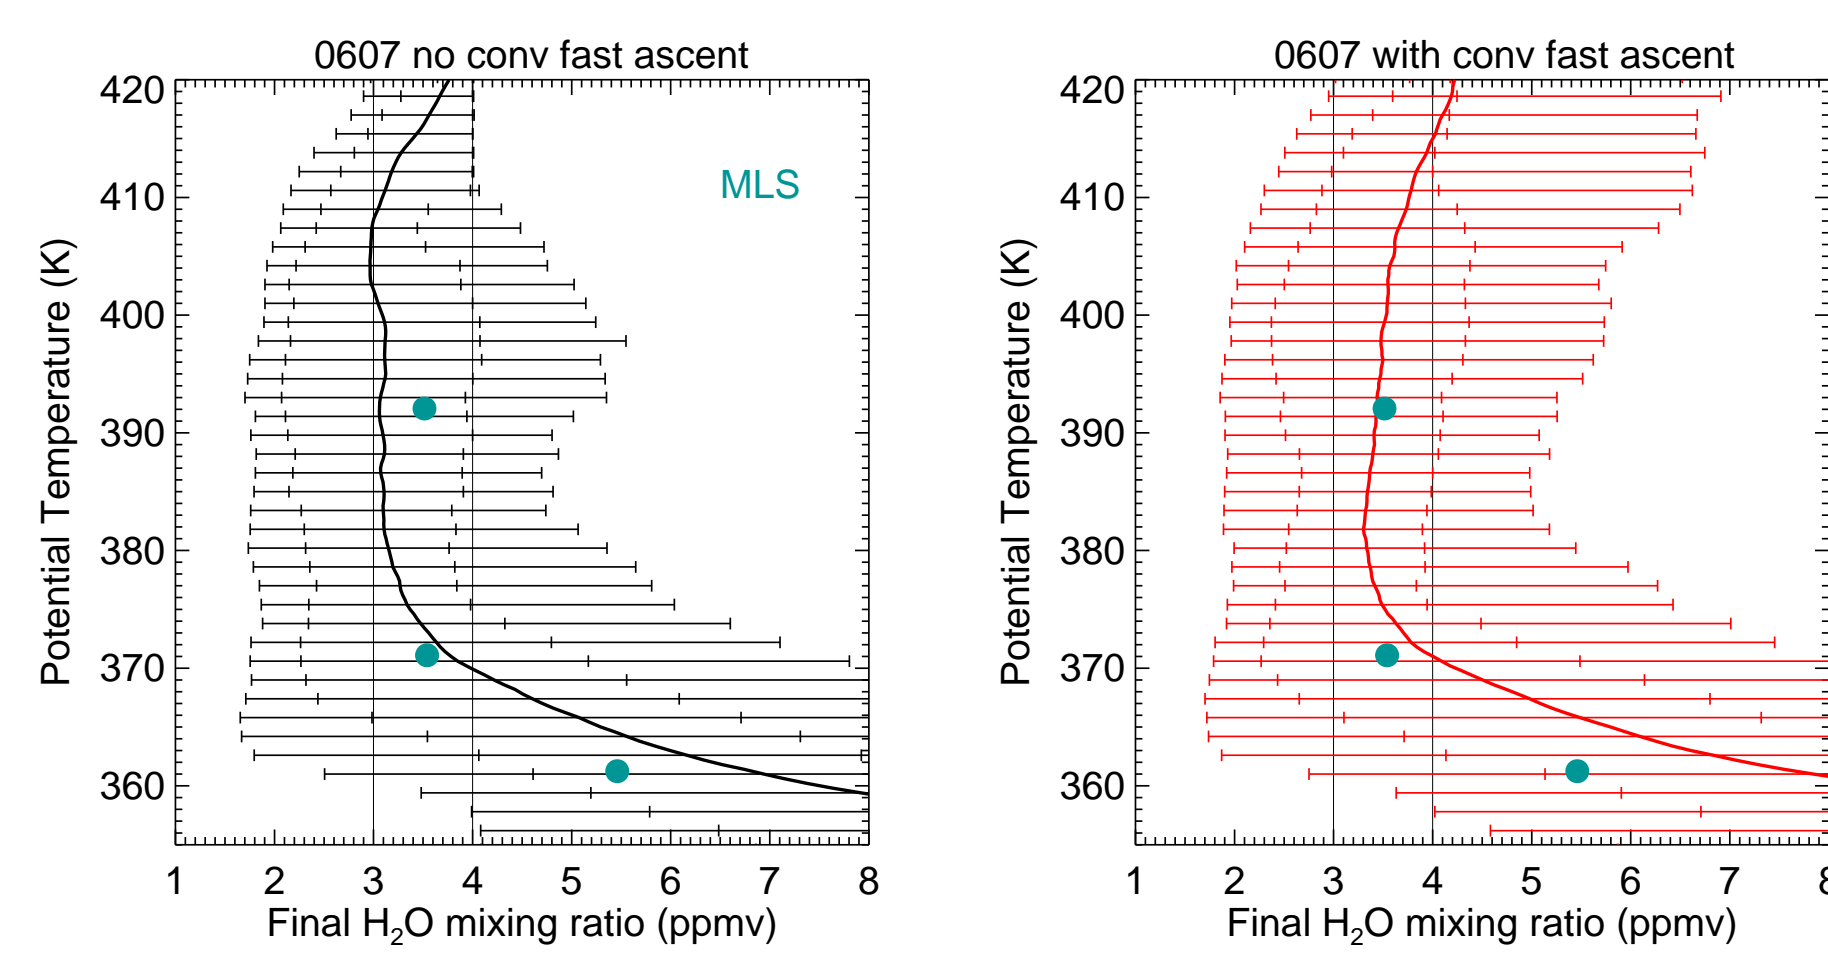 0607 no conv fast ascent
420
410
400
390
380
370
360
Potential Temperature (K)
MLS
1 2 3 4 5 6 7 8
Final H₂O mixing ratio (ppmv)
0607 with conv fast ascent
420
410
400
390
380
370
360
Potential Temperature (K)
1 2 3 4 5 6 7 8
Final H₂O mixing ratio (ppmv)